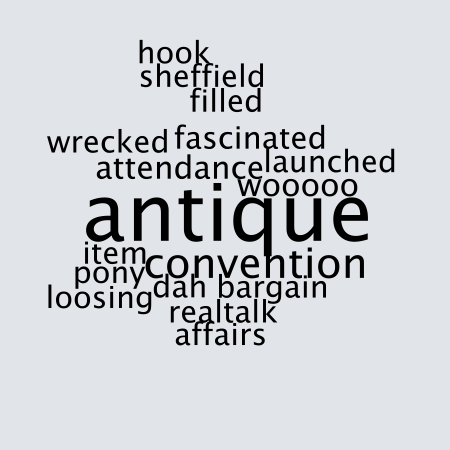 hook
sheffield
filled
wrecked fascinated
attendance launched
wooooo
antique
item convention
pony
loosing dah bargain
realtalk
affairs